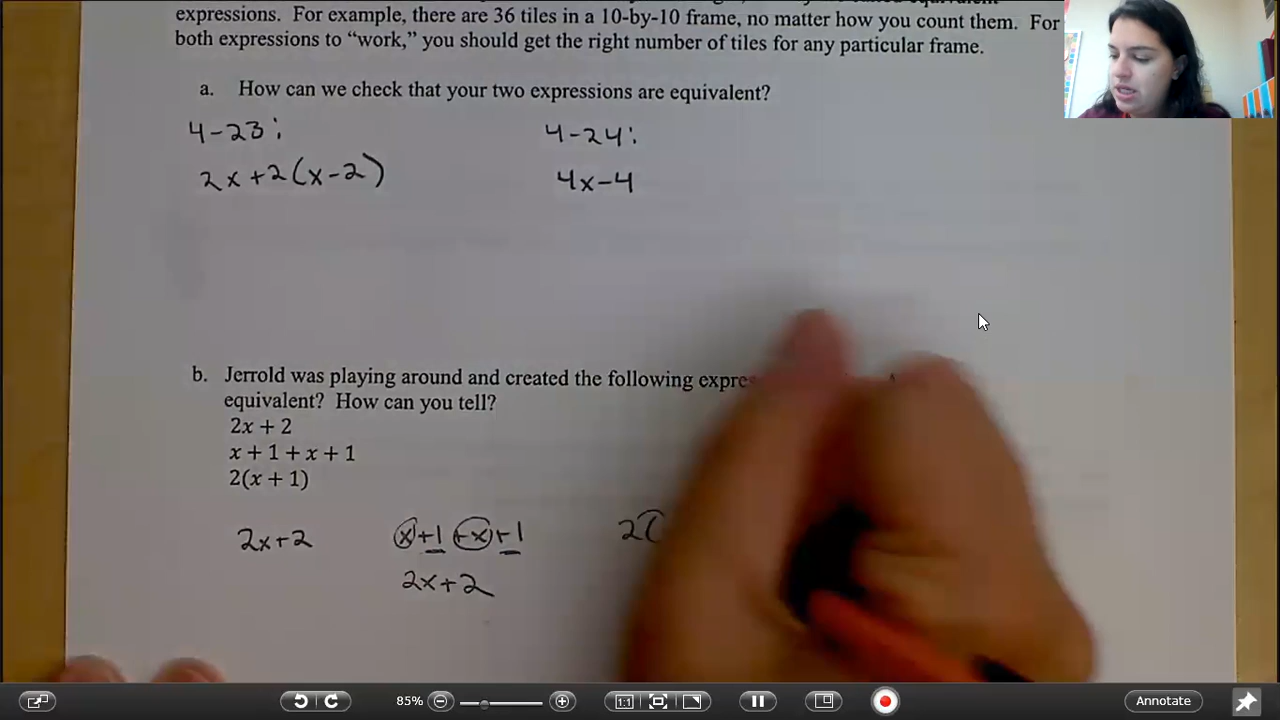 expressions. For example, there are 36 tiles in a 10-by-10 frame, no matter how you count them. For
both expressions to “work,” you should get the right number of tiles for any particular frame.
a. How can we check that your two expressions are equivalent?
4-23: 4-24:
2x+2(x-2) 4x-4
b. Jerrold was playing around and created the following
equivalent? How can you tell?
2x + 2
x + 1 + x + 1
2(x + 1)
2x+2 x+1+x+1 2(
2x+2
85%
1:1
Annotate